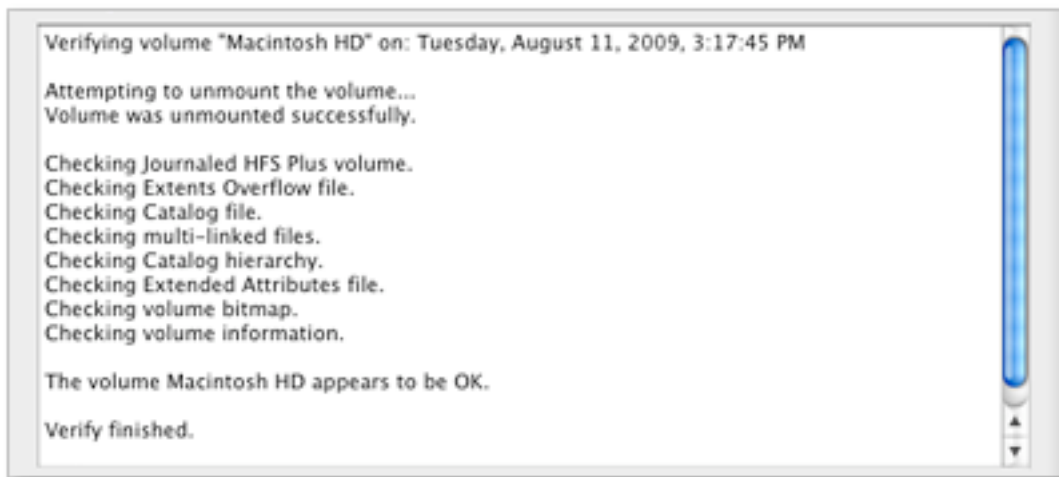 Verifying volume "Macintosh HD" on: Tuesday, August 11, 2009, 3:17:45 PM
Attempting to unmount the volume...
Volume was unmounted successfully.
Checking Journaled HFS Plus volume.
Checking Extents Overflow file.
Checking Catalog file.
Checking multi-linked files.
Checking Catalog hierarchy.
Checking Extended Attributes file.
Checking volume bitmap.
Checking volume information.
The volume Macintosh HD appears to be OK.
Verify finished.